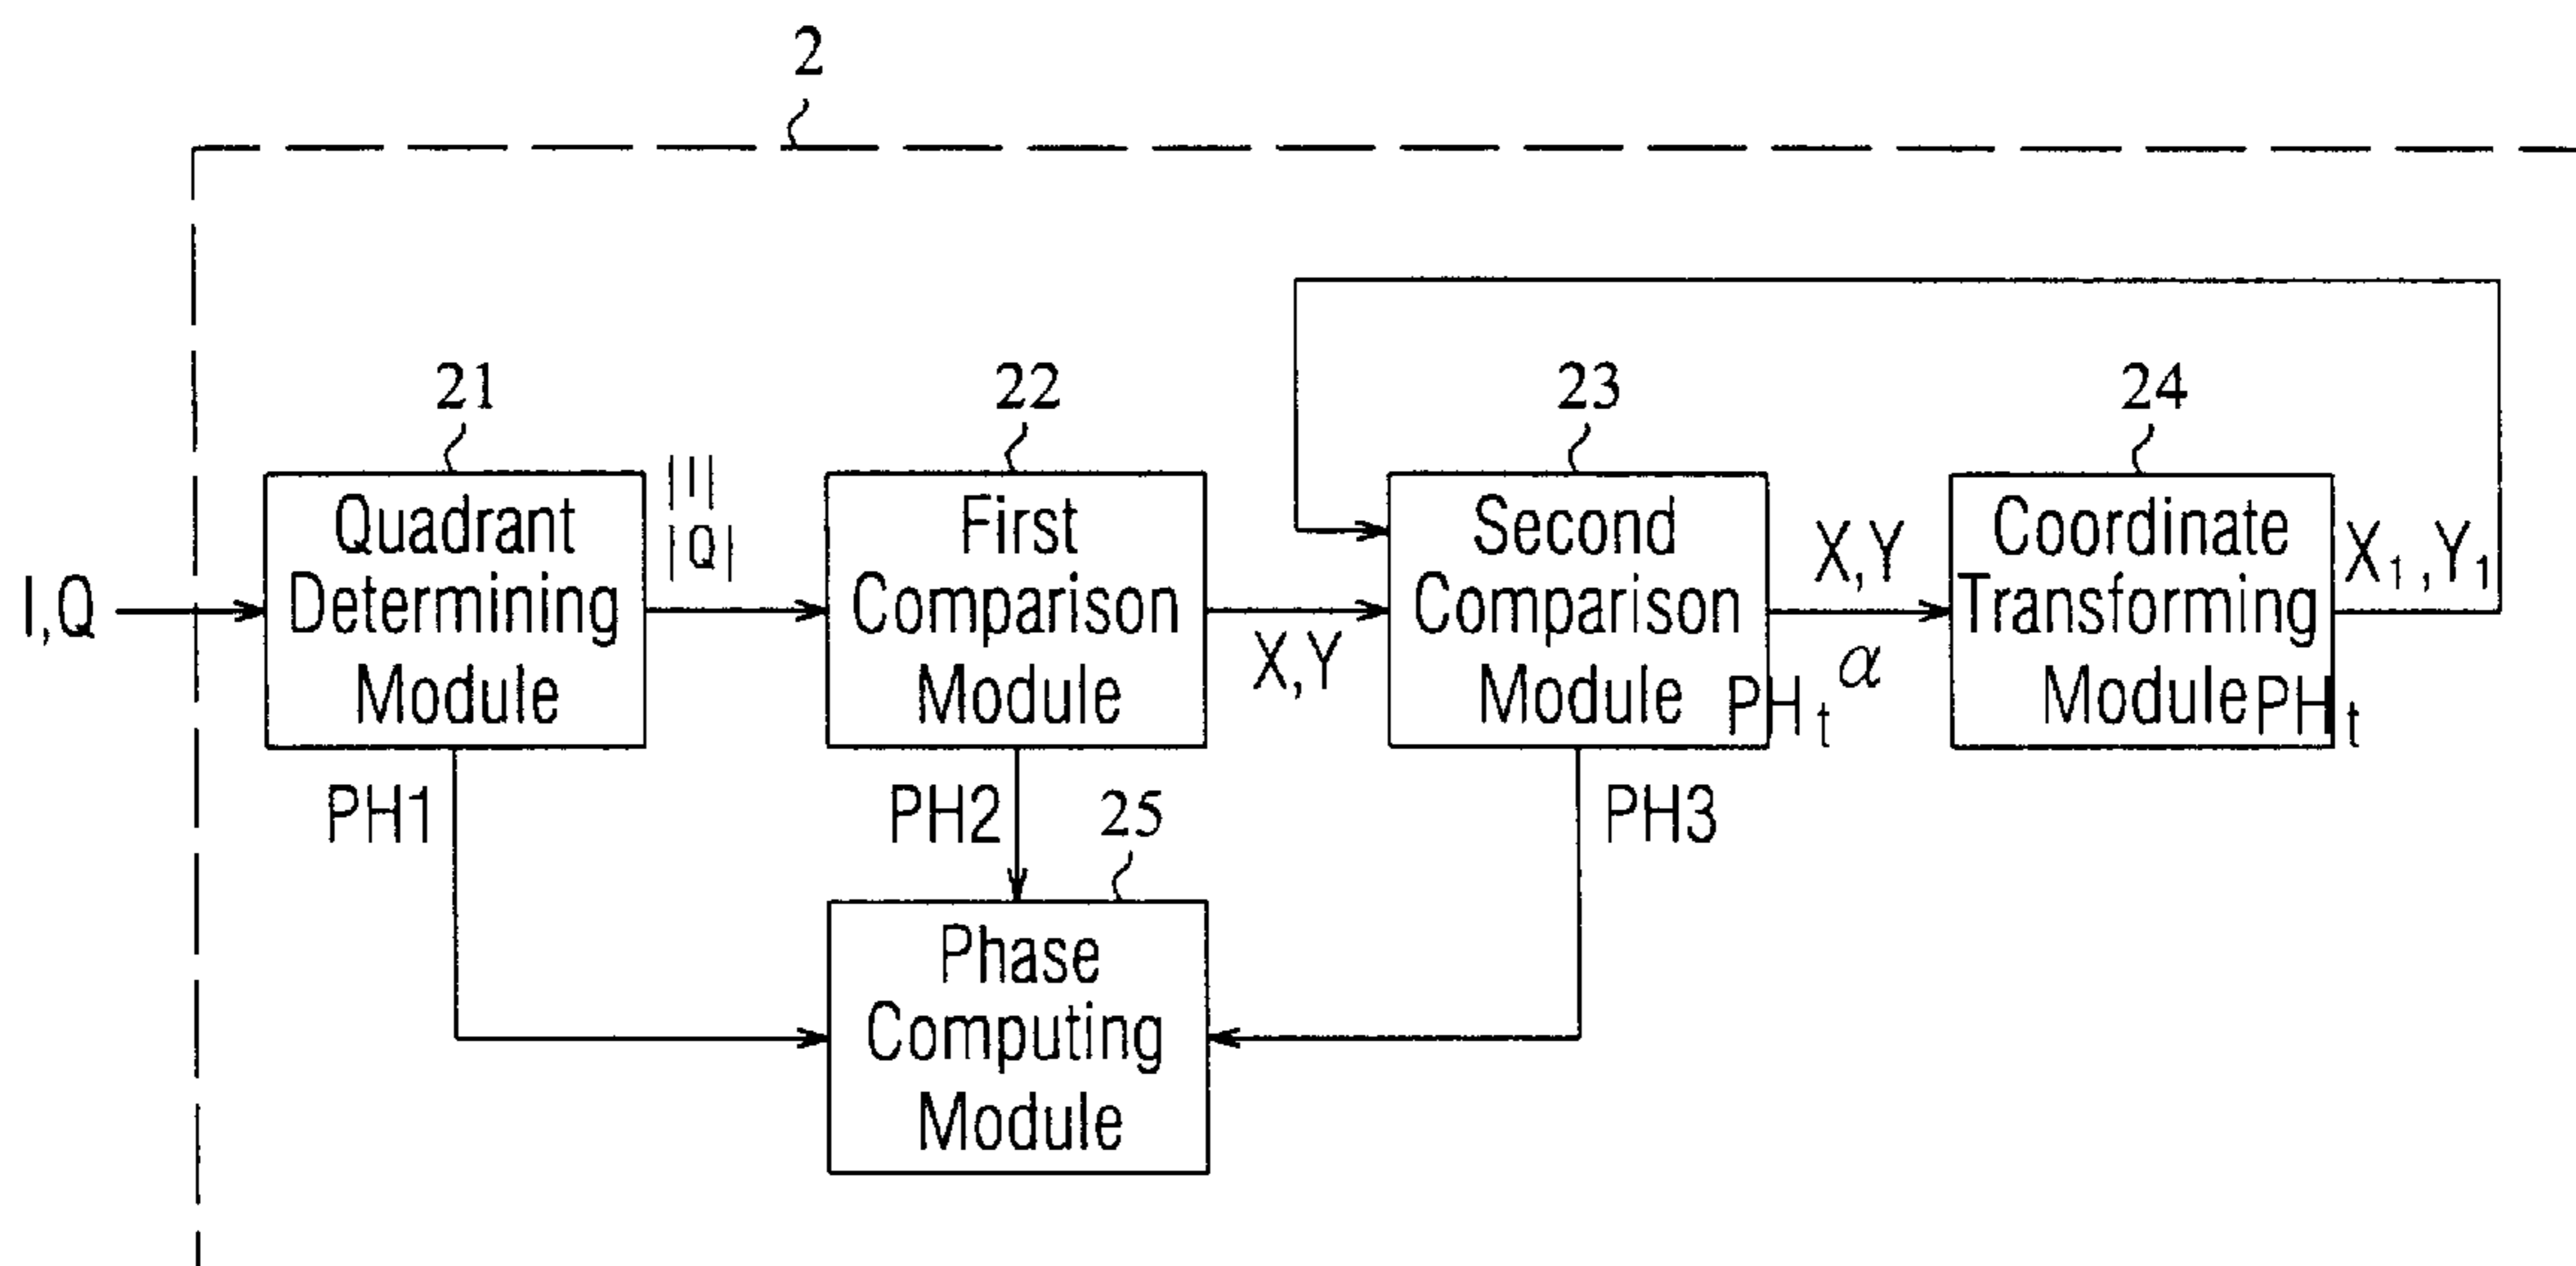 2
21
22
23
24
I,Q
Quadrant
Determining
Module
|I|
|Q|
First
Comparison
Module
X,Y
Second
Comparison
Module
X,Y
α
PHt
Coordinate
Transforming
Module
X1,Y1
PHt
PH1
PH2
25
PH3
Phase
Computing
Module